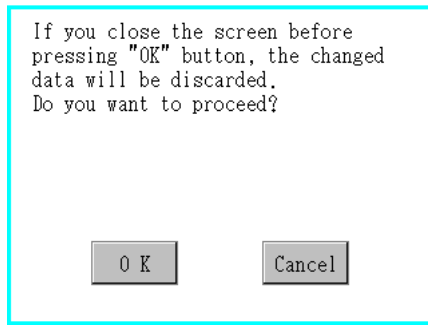 If you close the screen before
pressing "OK" button, the changed
data will be discarded.
Do you want to proceed?
O K
Cancel